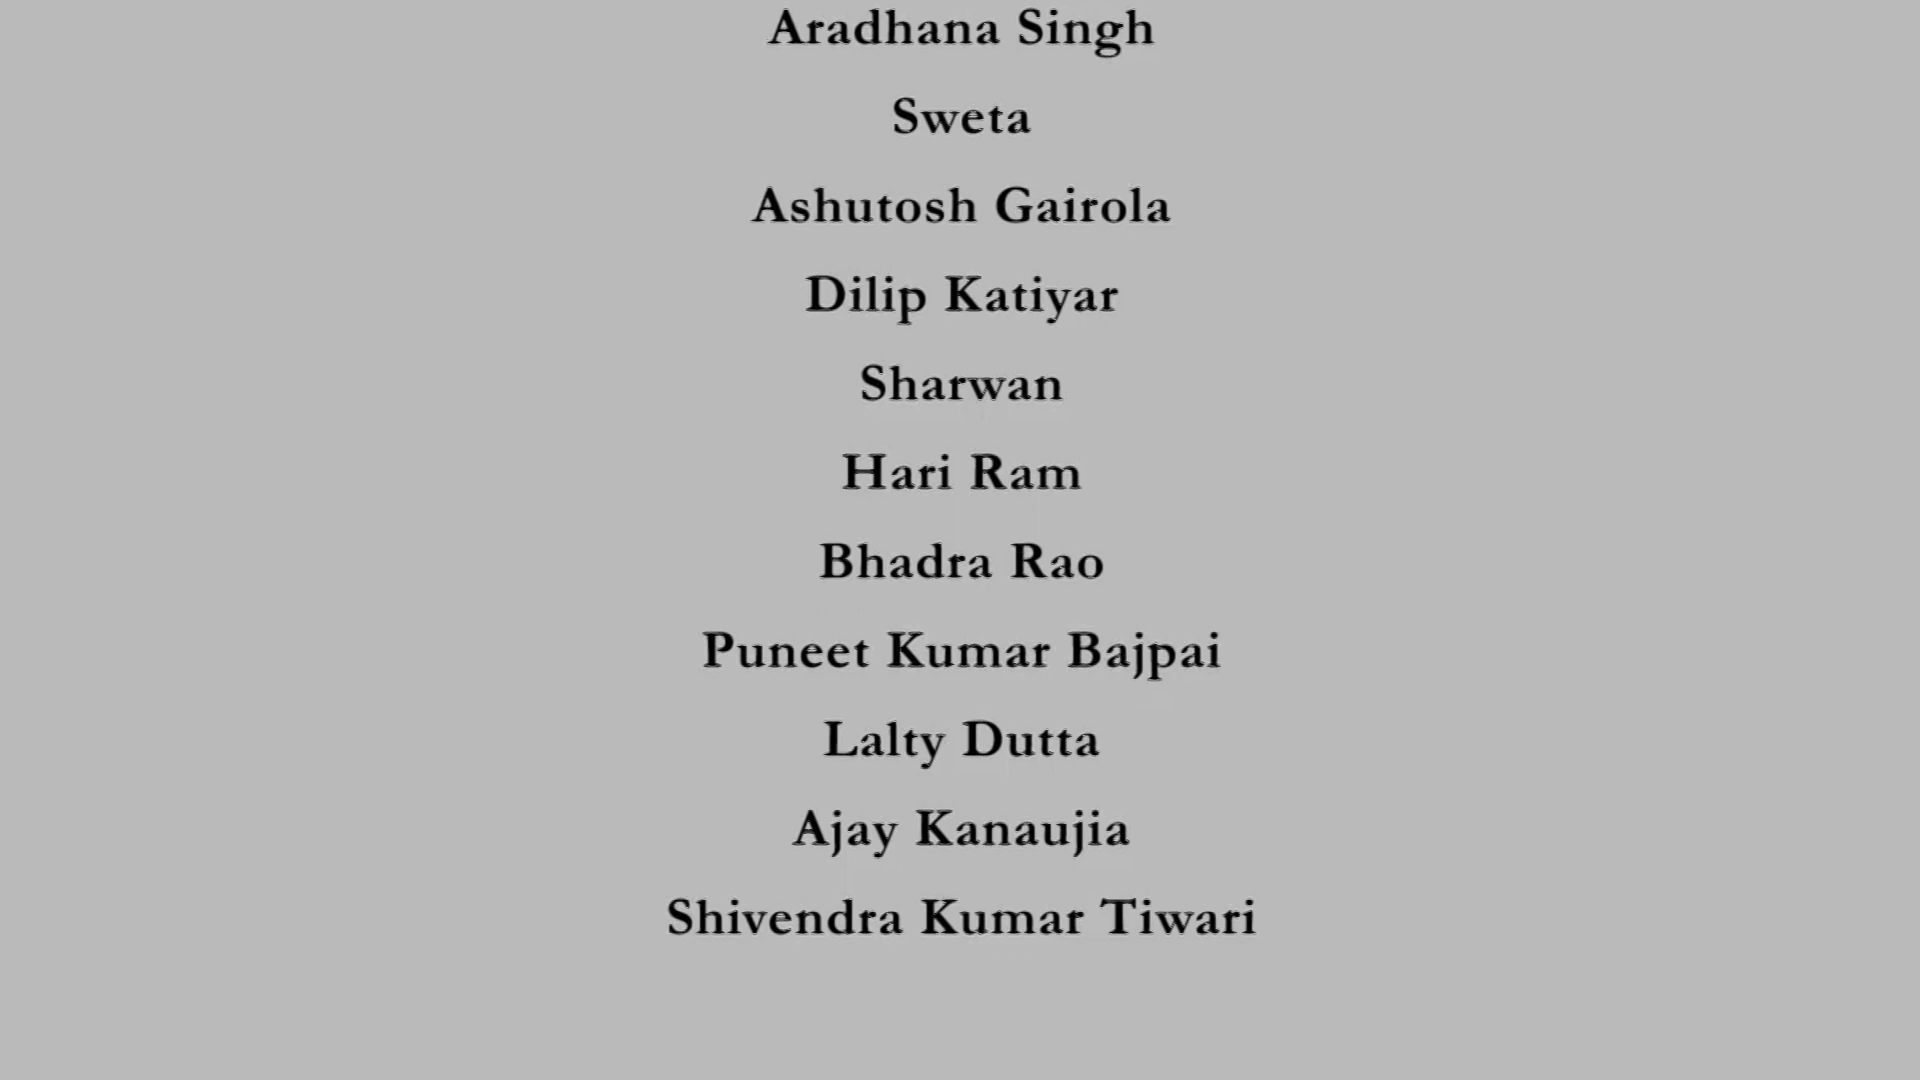 Aradhana Singh
Sweta
Ashutosh Gairola
Dilip Katiyar
Sharwan
Hari Ram
Bhadra Rao
Puneet Kumar Bajpai
Lalty Dutta
Ajay Kanaujia
Shivendra Kumar Tiwari